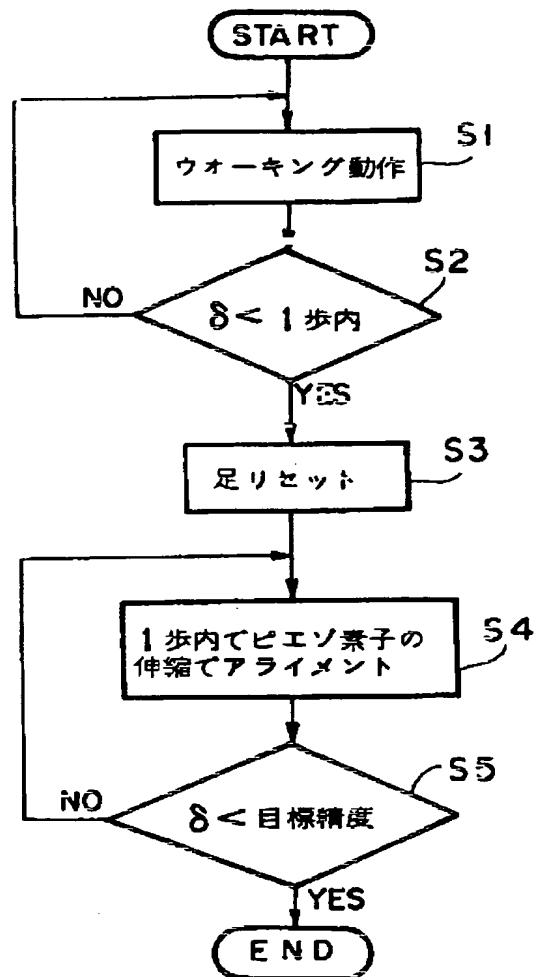 START
S1
ウォーキング動作
S2
NO
δ < 1歩内
YES
S3
足リセット
S4
1歩内でピエゾ素子の
伸縮でアライメント
S5
NO
δ < 目標精度
YES
END